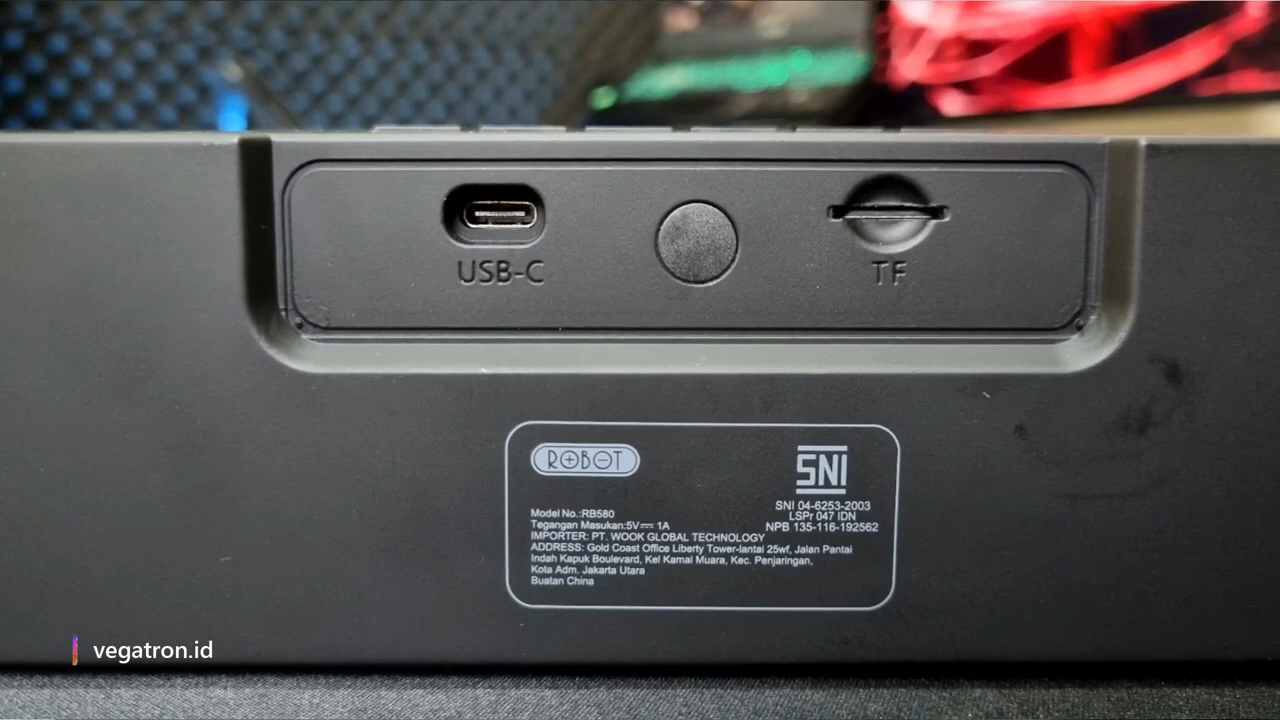 USB-C
TF
ROBOT
SNI
SNI 04-6253-2003
LSPr 047 IDN
NPB 135-116-192562
Model No.:RB580
Tegangan Masukan:5V⎓ 1A
IMPORTER: PT. WOOK GLOBAL TECHNOLOGY
ADDRESS: Gold Coast Office Liberty Tower-lantai 25wf, Jalan Pantai
Indah Kapuk Boulevard, Kel Kamal Muara, Kec. Penjaringan,
Kota Adm. Jakarta Utara
Buatan China
vegatron.id